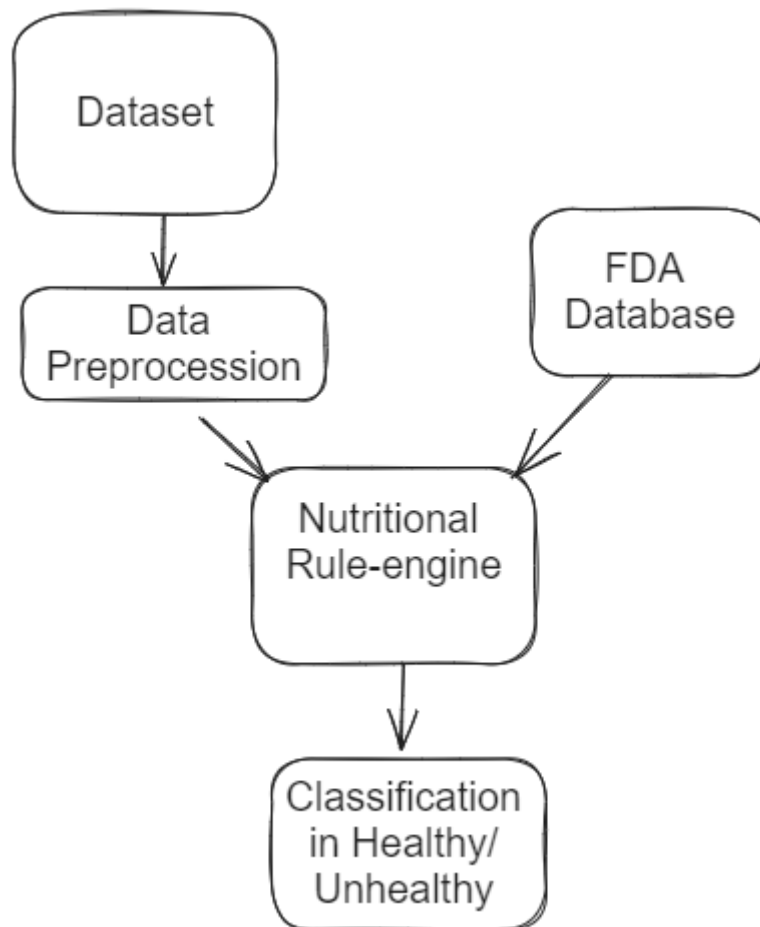 Dataset
FDA
Database
Data
Preprocession
Nutritional
Rule-engine
Classification
in Healthy/
Unhealthy